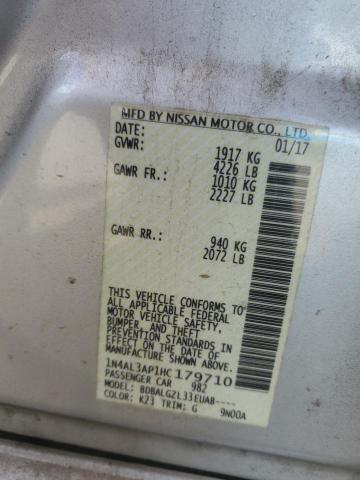 MFD BY NISSAN MOTOR CO., LTD.
DATE: 01/17
GVWR: 1917 KG
4226 LB
GAWR FR.: 1010 KG
2227 LB
GAWR RR.: 940 KG
2072 LB
THIS VEHICLE CONFORMS TO
ALL APPLICABLE FEDERAL
MOTOR VEHICLE SAFETY,
BUMPER, AND THEFT
PREVENTION STANDARDS IN
EFFECT ON THE DATE OF
MANUFACTURE SHOWN ABOVE.
1N4AL3AP1HC179710
PASSENGER CAR 982
MODEL: BDBALGZL33EUAB----
COLOR: K23 TRIM: G 9N00A